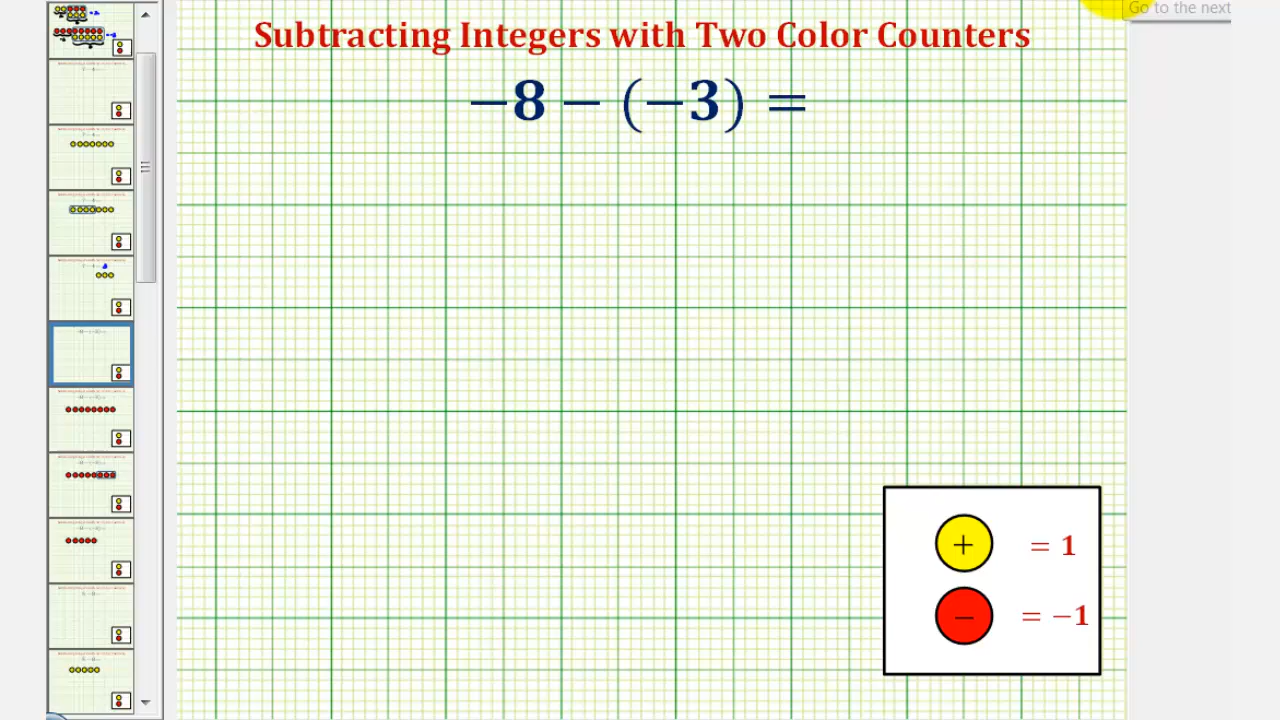 Go to the next
Subtracting Integers with Two Color Counters
−8 − (−3) =
+ = 1
− = −1